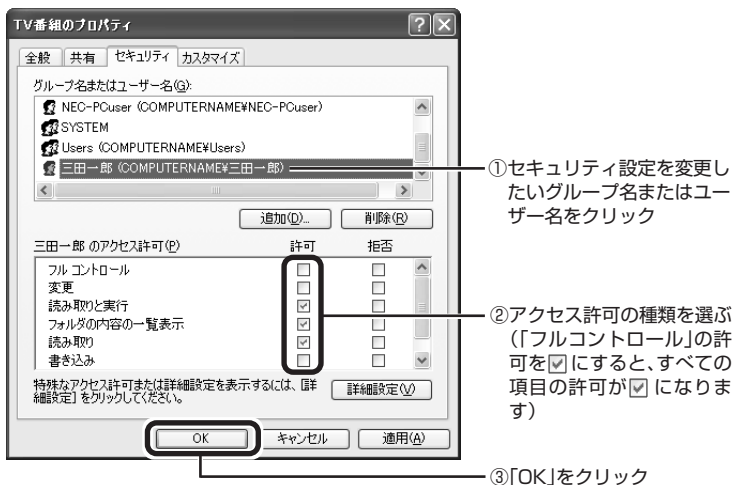 TV番組のプロパティ
全般 共有 セキュリティ カスタマイズ
グループ名またはユーザー名(G):
NEC-PCuser (COMPUTERNAME¥NEC-PCuser)
SYSTEM
Users (COMPUTERNAME¥Users)
三田一郎 (COMPUTERNAME¥三田一郎)
追加(D)... 削除(R)
三田一郎 のアクセス許可(P) 許可 拒否
フル コントロール
変更
読み取りと実行
フォルダの内容の一覧表示
読み取り
書き込み
特殊なアクセス許可または詳細設定を表示するには、[詳
細設定] をクリックしてください。
詳細設定(V)
OK キャンセル 適用(A)
①セキュリティ設定を変更し
たいグループ名またはユー
ザー名をクリック
②アクセス許可の種類を選ぶ
(「フルコントロール」の許
可を☑にすると、すべての
項目の許可が☑になりま
す)
③「OK」をクリック